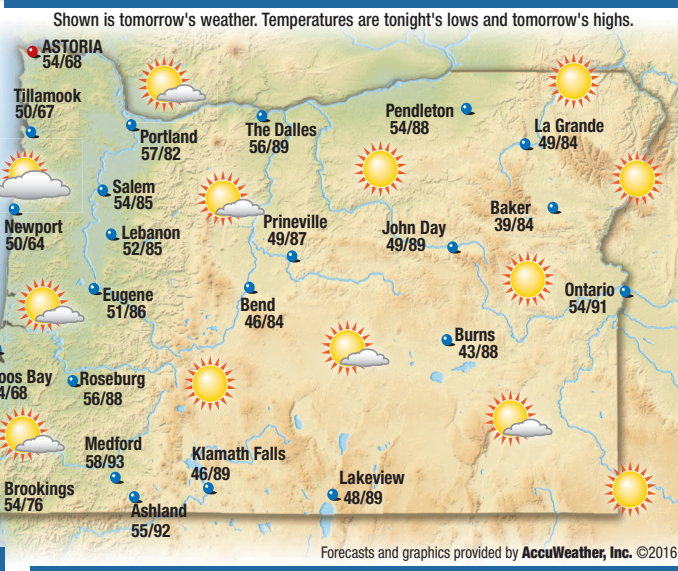 Shown is tomorrow's weather. Temperatures are tonight's lows and tomorrow's highs.
ASTORIA
54/68
Tillamook
50/67
Portland
57/82
The Dalles
56/89
Pendleton
54/88
La Grande
49/84
Salem
54/85
Newport
50/64
Lebanon
52/85
Prineville
49/87
John Day
49/89
Baker
39/84
Eugene
51/86
Bend
46/84
Ontario
54/91
Burns
43/88
oos Bay
4/68
Roseburg
56/88
Medford
58/93
Klamath Falls
46/89
Lakeview
48/89
Brookings
54/76
Ashland
55/92
Forecasts and graphics provided by AccuWeather, Inc. ©2016